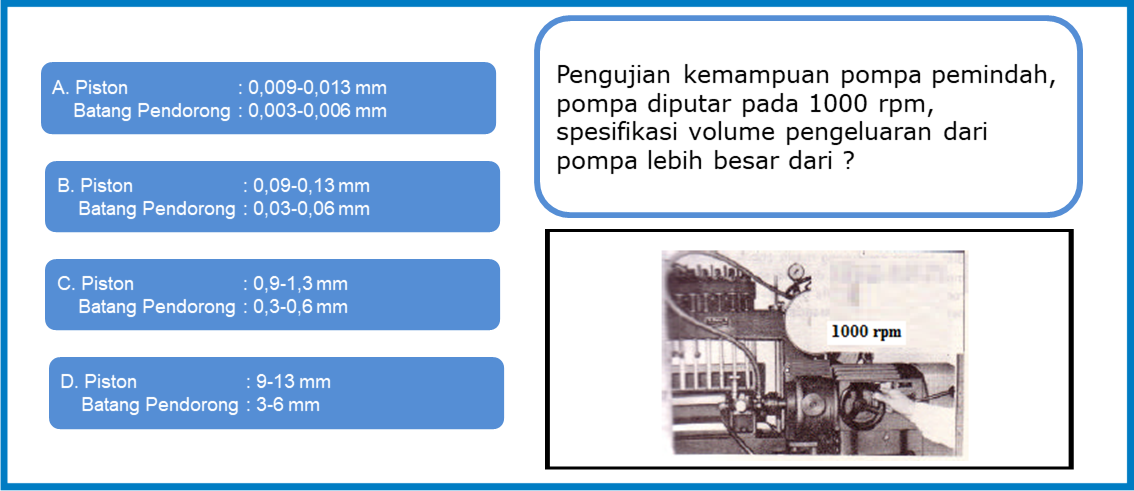 A. Piston : 0,009-0,013 mm
Batang Pendorong : 0,003-0,006 mm
B. Piston : 0,09-0,13 mm
Batang Pendorong : 0,03-0,06 mm
C. Piston : 0,9-1,3 mm
Batang Pendorong : 0,3-0,6 mm
D. Piston : 9-13 mm
Batang Pendorong : 3-6 mm
Pengujian kemampuan pompa pemindah,
pompa diputar pada 1000 rpm,
spesifikasi volume pengeluaran dari
pompa lebih besar dari ?
1000 rpm